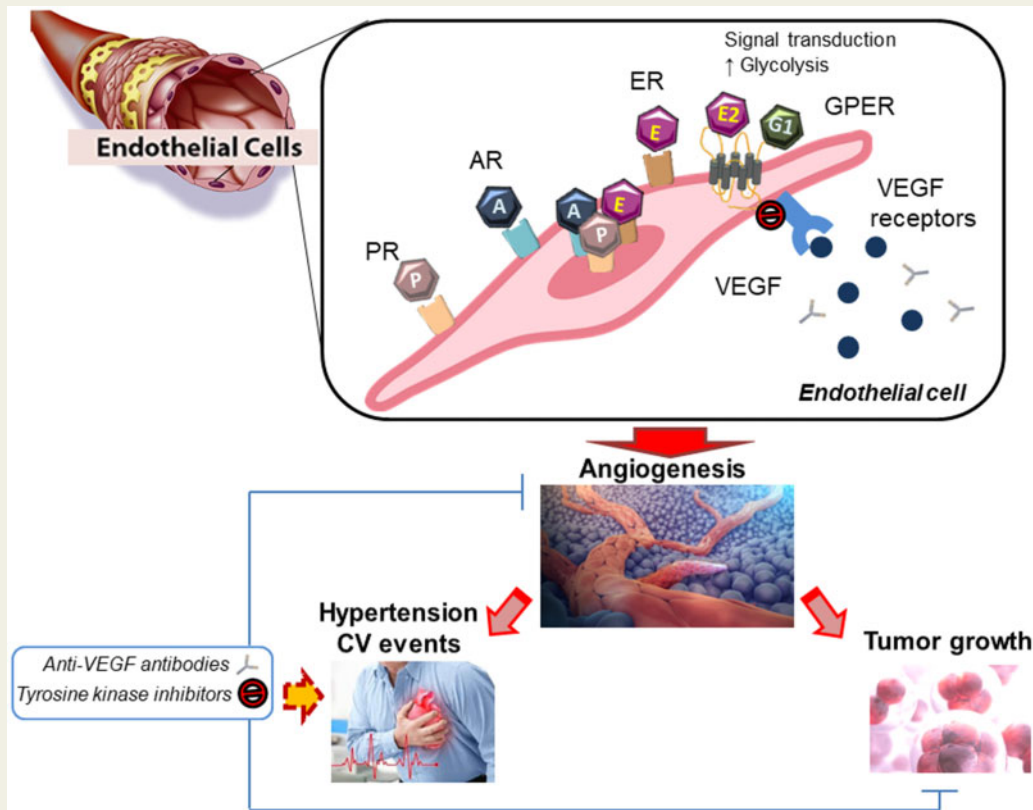 Endothelial Cells
Signal transduction
↑ Glycolysis
ER
E
E2
G1
GPER
AR
A
A
E
P
PR
P
VEGF
receptors
VEGF
Endothelial cell
Angiogenesis
Hypertension
CV events
Tumor growth
Anti-VEGF antibodies
Tyrosine kinase inhibitors